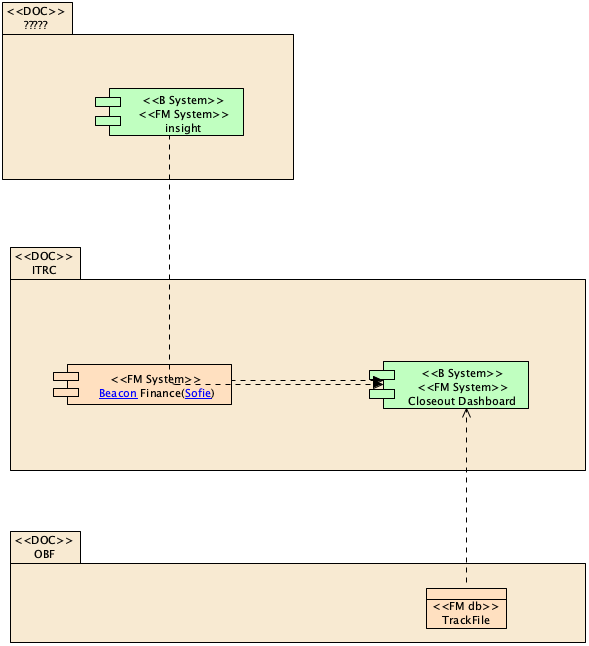 <<DOC>>
?????
<<B System>>
<<FM System>>
insight
<<DOC>>
ITRC
<<FM System>>
Beacon Finance(Sofie)
<<B System>>
<<FM System>>
Closeout Dashboard
<<DOC>>
OBF
<<FM db>>
TrackFile